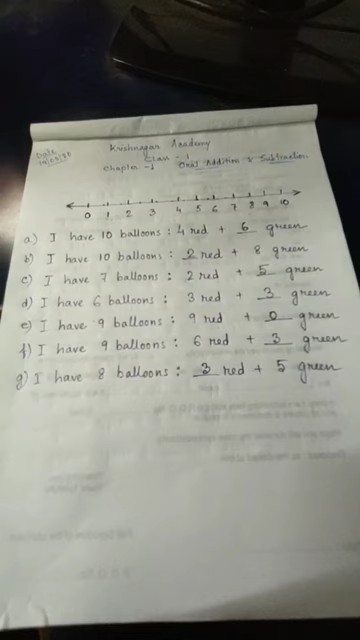 Krishnagar Academy
Date
19/05/20
Class - 1
Chapter - 1 Oral Addition & Subtraction
0 1 2 3 4 5 6 7 8 9 10
a) I have 10 balloons : 4 red + 6 green
b) I have 10 balloons : 2 red + 8 green
c) I have 7 balloons : 2 red + 5 green
d) I have 6 balloons : 3 red + 3 green
e) I have 9 balloons : 9 red + 0 green
f) I have 9 balloons : 6 red + 3 green
g) I have 8 balloons : 3 red + 5 green